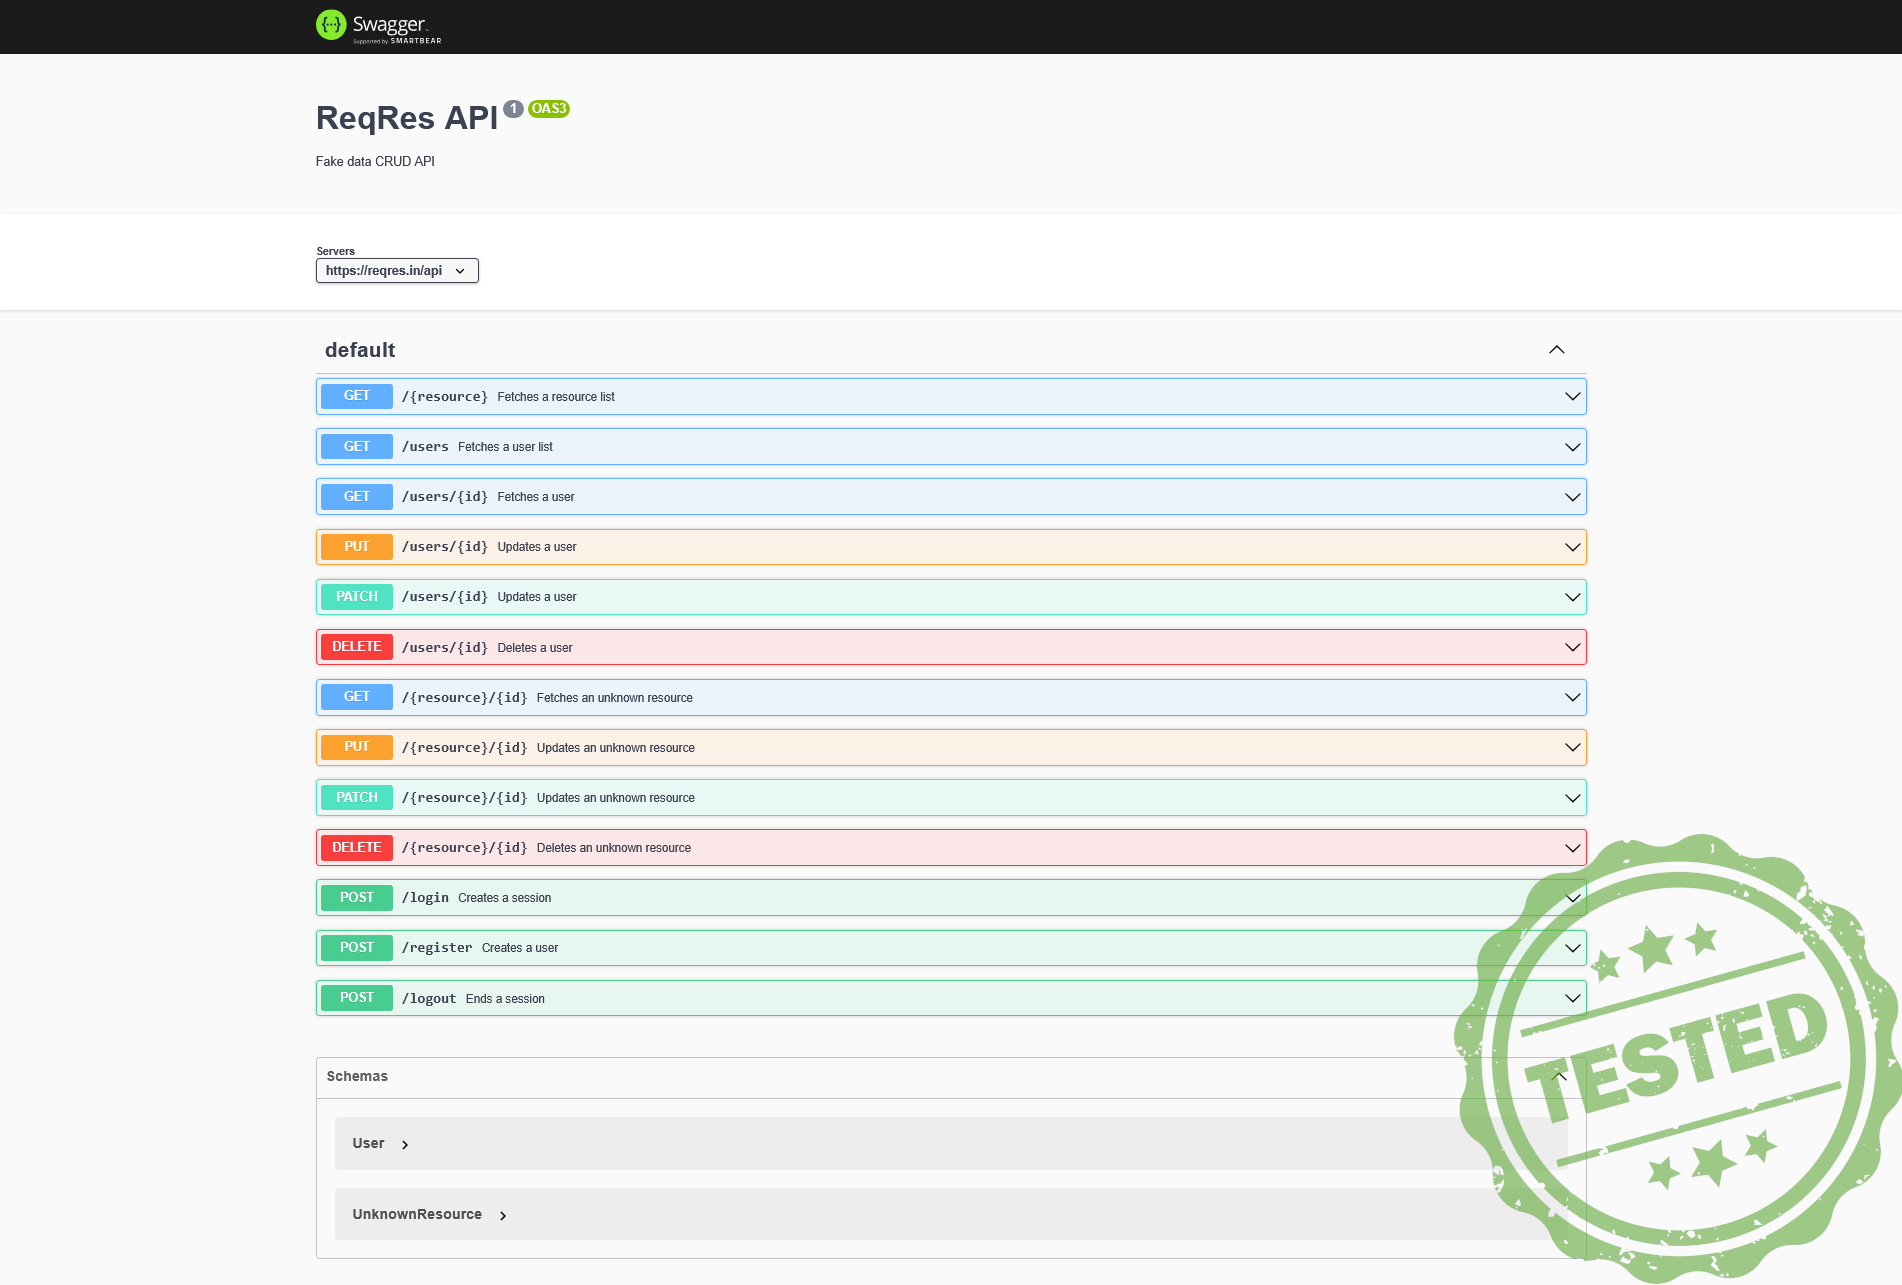 Swagger
Supported by SMARTBEAR
ReqRes API 1 OAS3
Fake data CRUD API
Servers
https://reqres.in/api
default
GET /{resource} Fetches a resource list
GET /users Fetches a user list
GET /users/{id} Fetches a user
PUT /users/{id} Updates a user
PATCH /users/{id} Updates a user
DELETE /users/{id} Deletes a user
GET /{resource}/{id} Fetches an unknown resource
PUT /{resource}/{id} Updates an unknown resource
PATCH /{resource}/{id} Updates an unknown resource
DELETE /{resource}/{id} Deletes an unknown resource
POST /login Creates a session
POST /register Creates a user
POST /logout Ends a session
TESTED
Schemas
User
UnknownResource